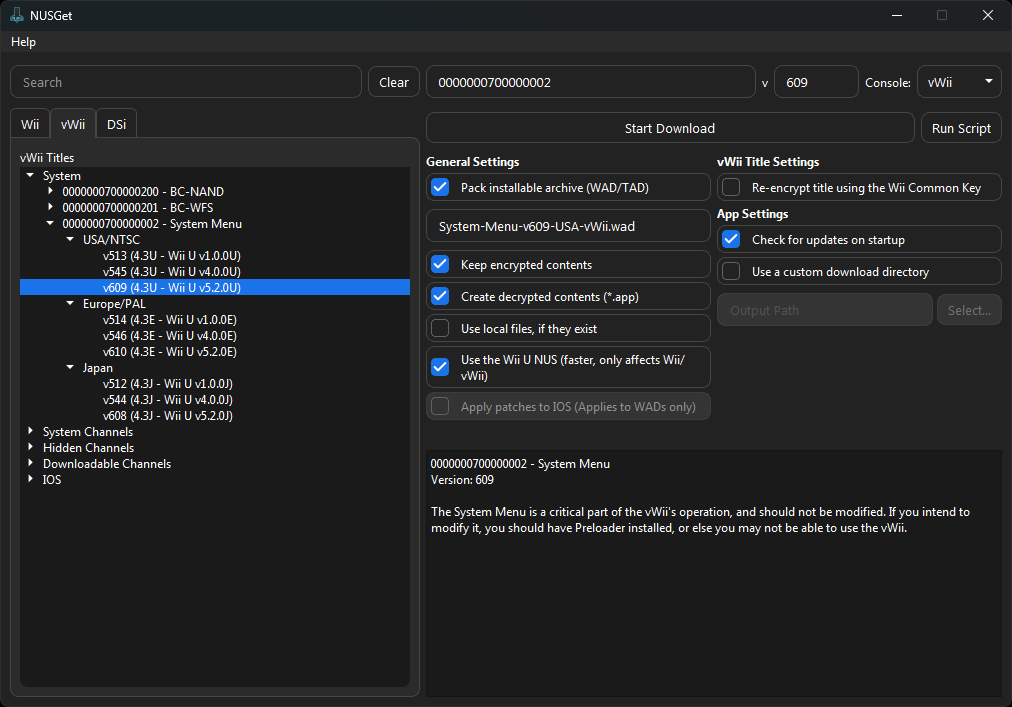 NUSGet
Help
Search
Clear
0000000700000002
v
609
Console:
vWii
Wii
vWii
DSi
Start Download
Run Script
vWii Titles
System
0000000700000200 - BC-NAND
0000000700000201 - BC-WFS
0000000700000002 - System Menu
USA/NTSC
v513 (4.3U - Wii U v1.0.0U)
v545 (4.3U - Wii U v4.0.0U)
v609 (4.3U - Wii U v5.2.0U)
Europe/PAL
v514 (4.3E - Wii U v1.0.0E)
v546 (4.3E - Wii U v4.0.0E)
v610 (4.3E - Wii U v5.2.0E)
Japan
v512 (4.3J - Wii U v1.0.0J)
v544 (4.3J - Wii U v4.0.0J)
v608 (4.3J - Wii U v5.2.0J)
System Channels
Hidden Channels
Downloadable Channels
IOS
General Settings
Pack installable archive (WAD/TAD)
System-Menu-v609-USA-vWii.wad
Keep encrypted contents
Create decrypted contents (*.app)
Use local files, if they exist
Use the Wii U NUS (faster, only affects Wii/
vWii)
Apply patches to IOS (Applies to WADs only)
vWii Title Settings
Re-encrypt title using the Wii Common Key
App Settings
Check for updates on startup
Use a custom download directory
Output Path
Select...
0000000700000002 - System Menu
Version: 609
The System Menu is a critical part of the vWii's operation, and should not be modified. If you intend to
modify it, you should have Preloader installed, or else you may not be able to use the vWii.